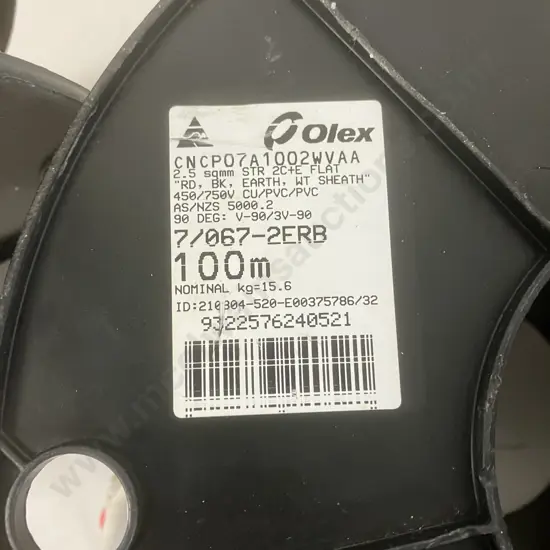 Olex
CNCP07A1002WVAA
2.5 sqmm STR 2C+E FLAT
"RD, BK, EARTH, WT SHEATH"
450/750V CU/PVC/PVC
AS/NZS 5000.2
90 DEG: V-90/3V-90
7/067-2ERB
100m
NOMINAL kg=15.6
ID:210804-520-E00375786/32
9322576240521